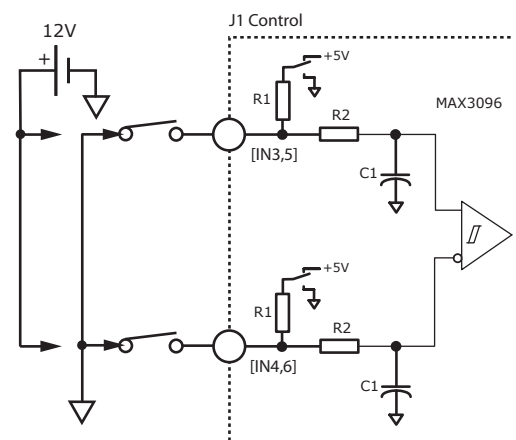 J1 Control
12V
+
+5V
R1
R2
MAX3096
[IN3,5]
C1
+5V
R1
R2
[IN4,6]
C1